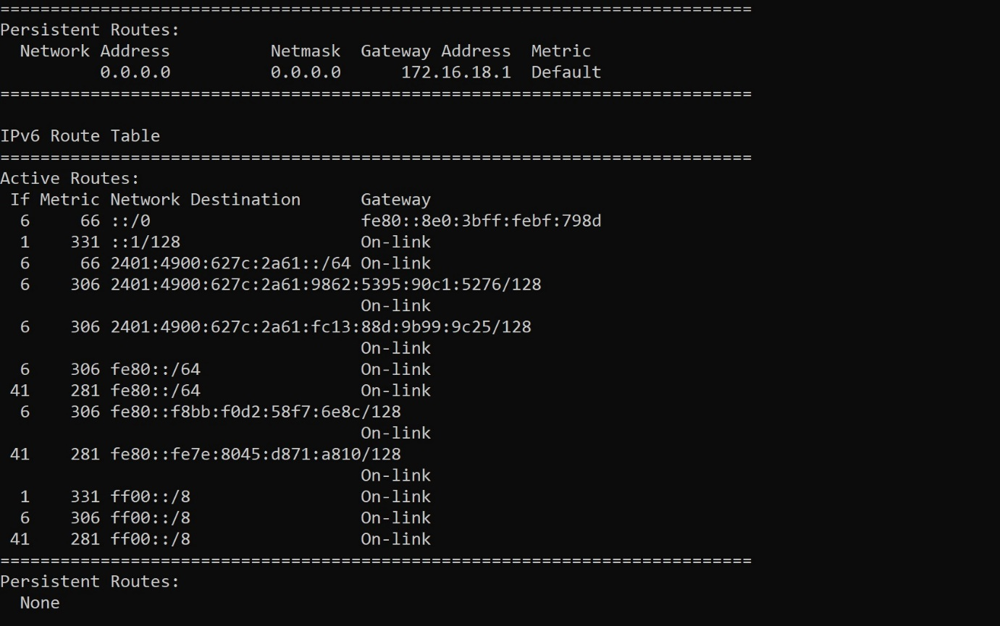 ===========================================================================
Persistent Routes:
  Network Address          Netmask  Gateway Address  Metric
          0.0.0.0          0.0.0.0      172.16.18.1  Default
===========================================================================

IPv6 Route Table
===========================================================================
Active Routes:
 If Metric Network Destination      Gateway
  6     66 ::/0                     fe80::8e0:3bff:febf:798d
  1    331 ::1/128                  On-link
  6     66 2401:4900:627c:2a61::/64 On-link
  6    306 2401:4900:627c:2a61:9862:5395:90c1:5276/128
                                    On-link
  6    306 2401:4900:627c:2a61:fc13:88d:9b99:9c25/128
                                    On-link
  6    306 fe80::/64                On-link
 41    281 fe80::/64                On-link
  6    306 fe80::f8bb:f0d2:58f7:6e8c/128
                                    On-link
 41    281 fe80::fe7e:8045:d871:a810/128
                                    On-link
  1    331 ff00::/8                 On-link
  6    306 ff00::/8                 On-link
 41    281 ff00::/8                 On-link
===========================================================================
Persistent Routes:
  None